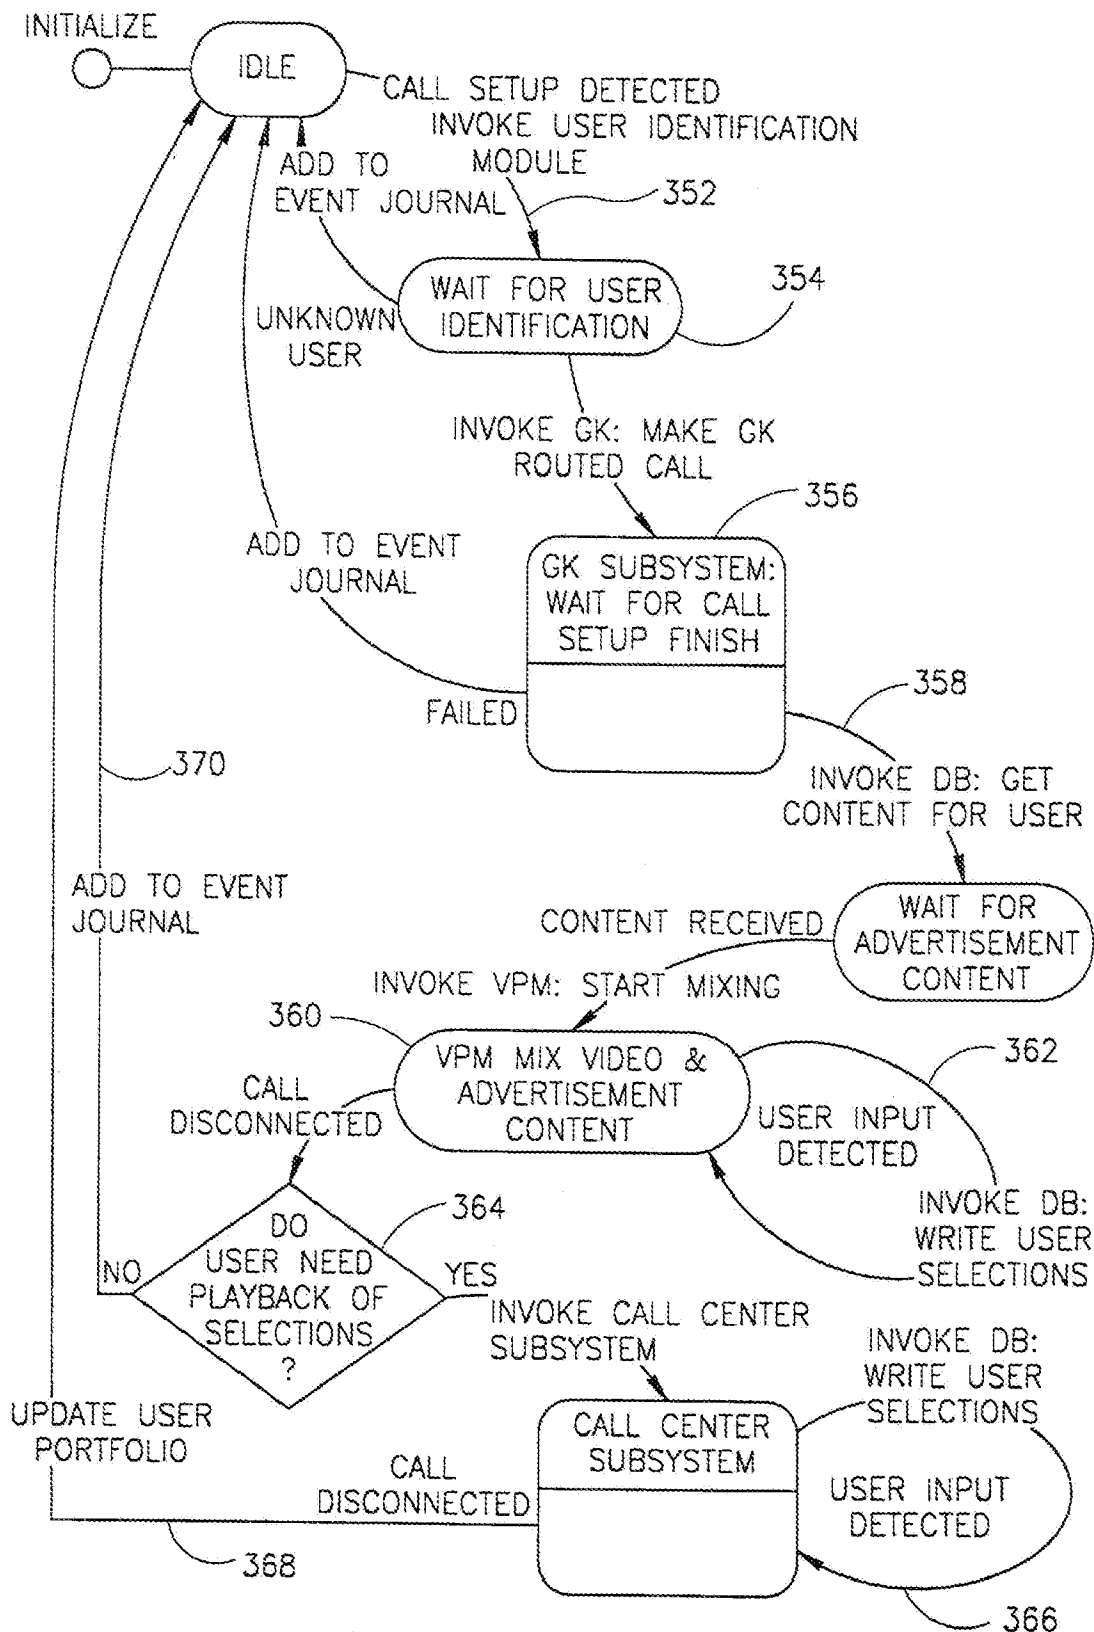 INITIALIZE
IDLE
CALL SETUP DETECTED
INVOKE USER IDENTIFICATION
MODULE
ADD TO
EVENT JOURNAL
352
354
WAIT FOR USER
IDENTIFICATION
UNKNOWN
USER
INVOKE GK: MAKE GK
ROUTED CALL
356
ADD TO EVENT
JOURNAL
GK SUBSYSTEM:
WAIT FOR CALL
SETUP FINISH
FAILED
358
370
INVOKE DB: GET
CONTENT FOR USER
ADD TO EVENT
JOURNAL
WAIT FOR
ADVERTISEMENT
CONTENT
CONTENT RECEIVED
INVOKE VPM: START MIXING
360
VPM MIX VIDEO &
ADVERTISEMENT
CONTENT
362
CALL
DISCONNECTED
USER INPUT
DETECTED
INVOKE DB:
WRITE USER
SELECTIONS
364
DO
USER NEED
PLAYBACK OF
SELECTIONS
?
NO
YES
INVOKE CALL CENTER
SUBSYSTEM
INVOKE DB:
WRITE USER
SELECTIONS
UPDATE USER
PORTFOLIO
CALL CENTER
SUBSYSTEM
CALL
DISCONNECTED
USER INPUT
DETECTED
368
366